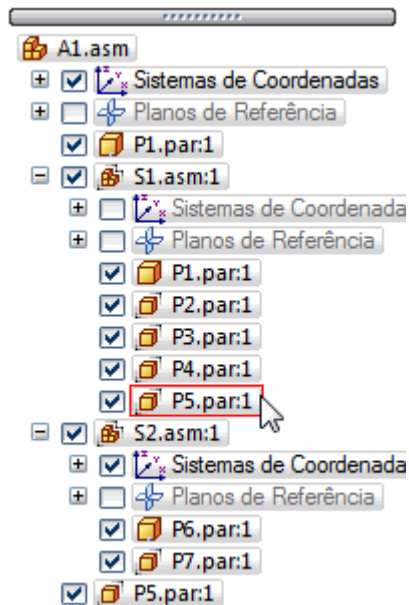 A1.asm
Sistemas de Coordenadas
Planos de Referência
P1.par:1
S1.asm:1
Sistemas de Coordenada
Planos de Referência
P1.par:1
P2.par:1
P3.par:1
P4.par:1
P5.par:1
S2.asm:1
Sistemas de Coordenada
Planos de Referência
P6.par:1
P7.par:1
P5.par:1